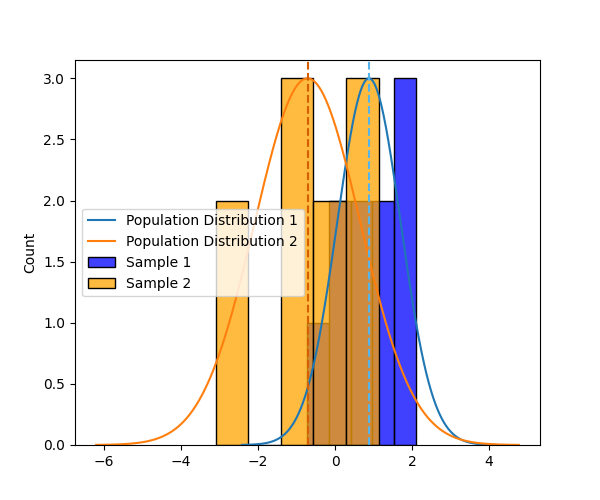 3.0
2.5
2.0
1.5
1.0
0.5
0.0
Count
Population Distribution 1
Population Distribution 2
Sample 1
Sample 2
−6 −4 −2 0 2 4